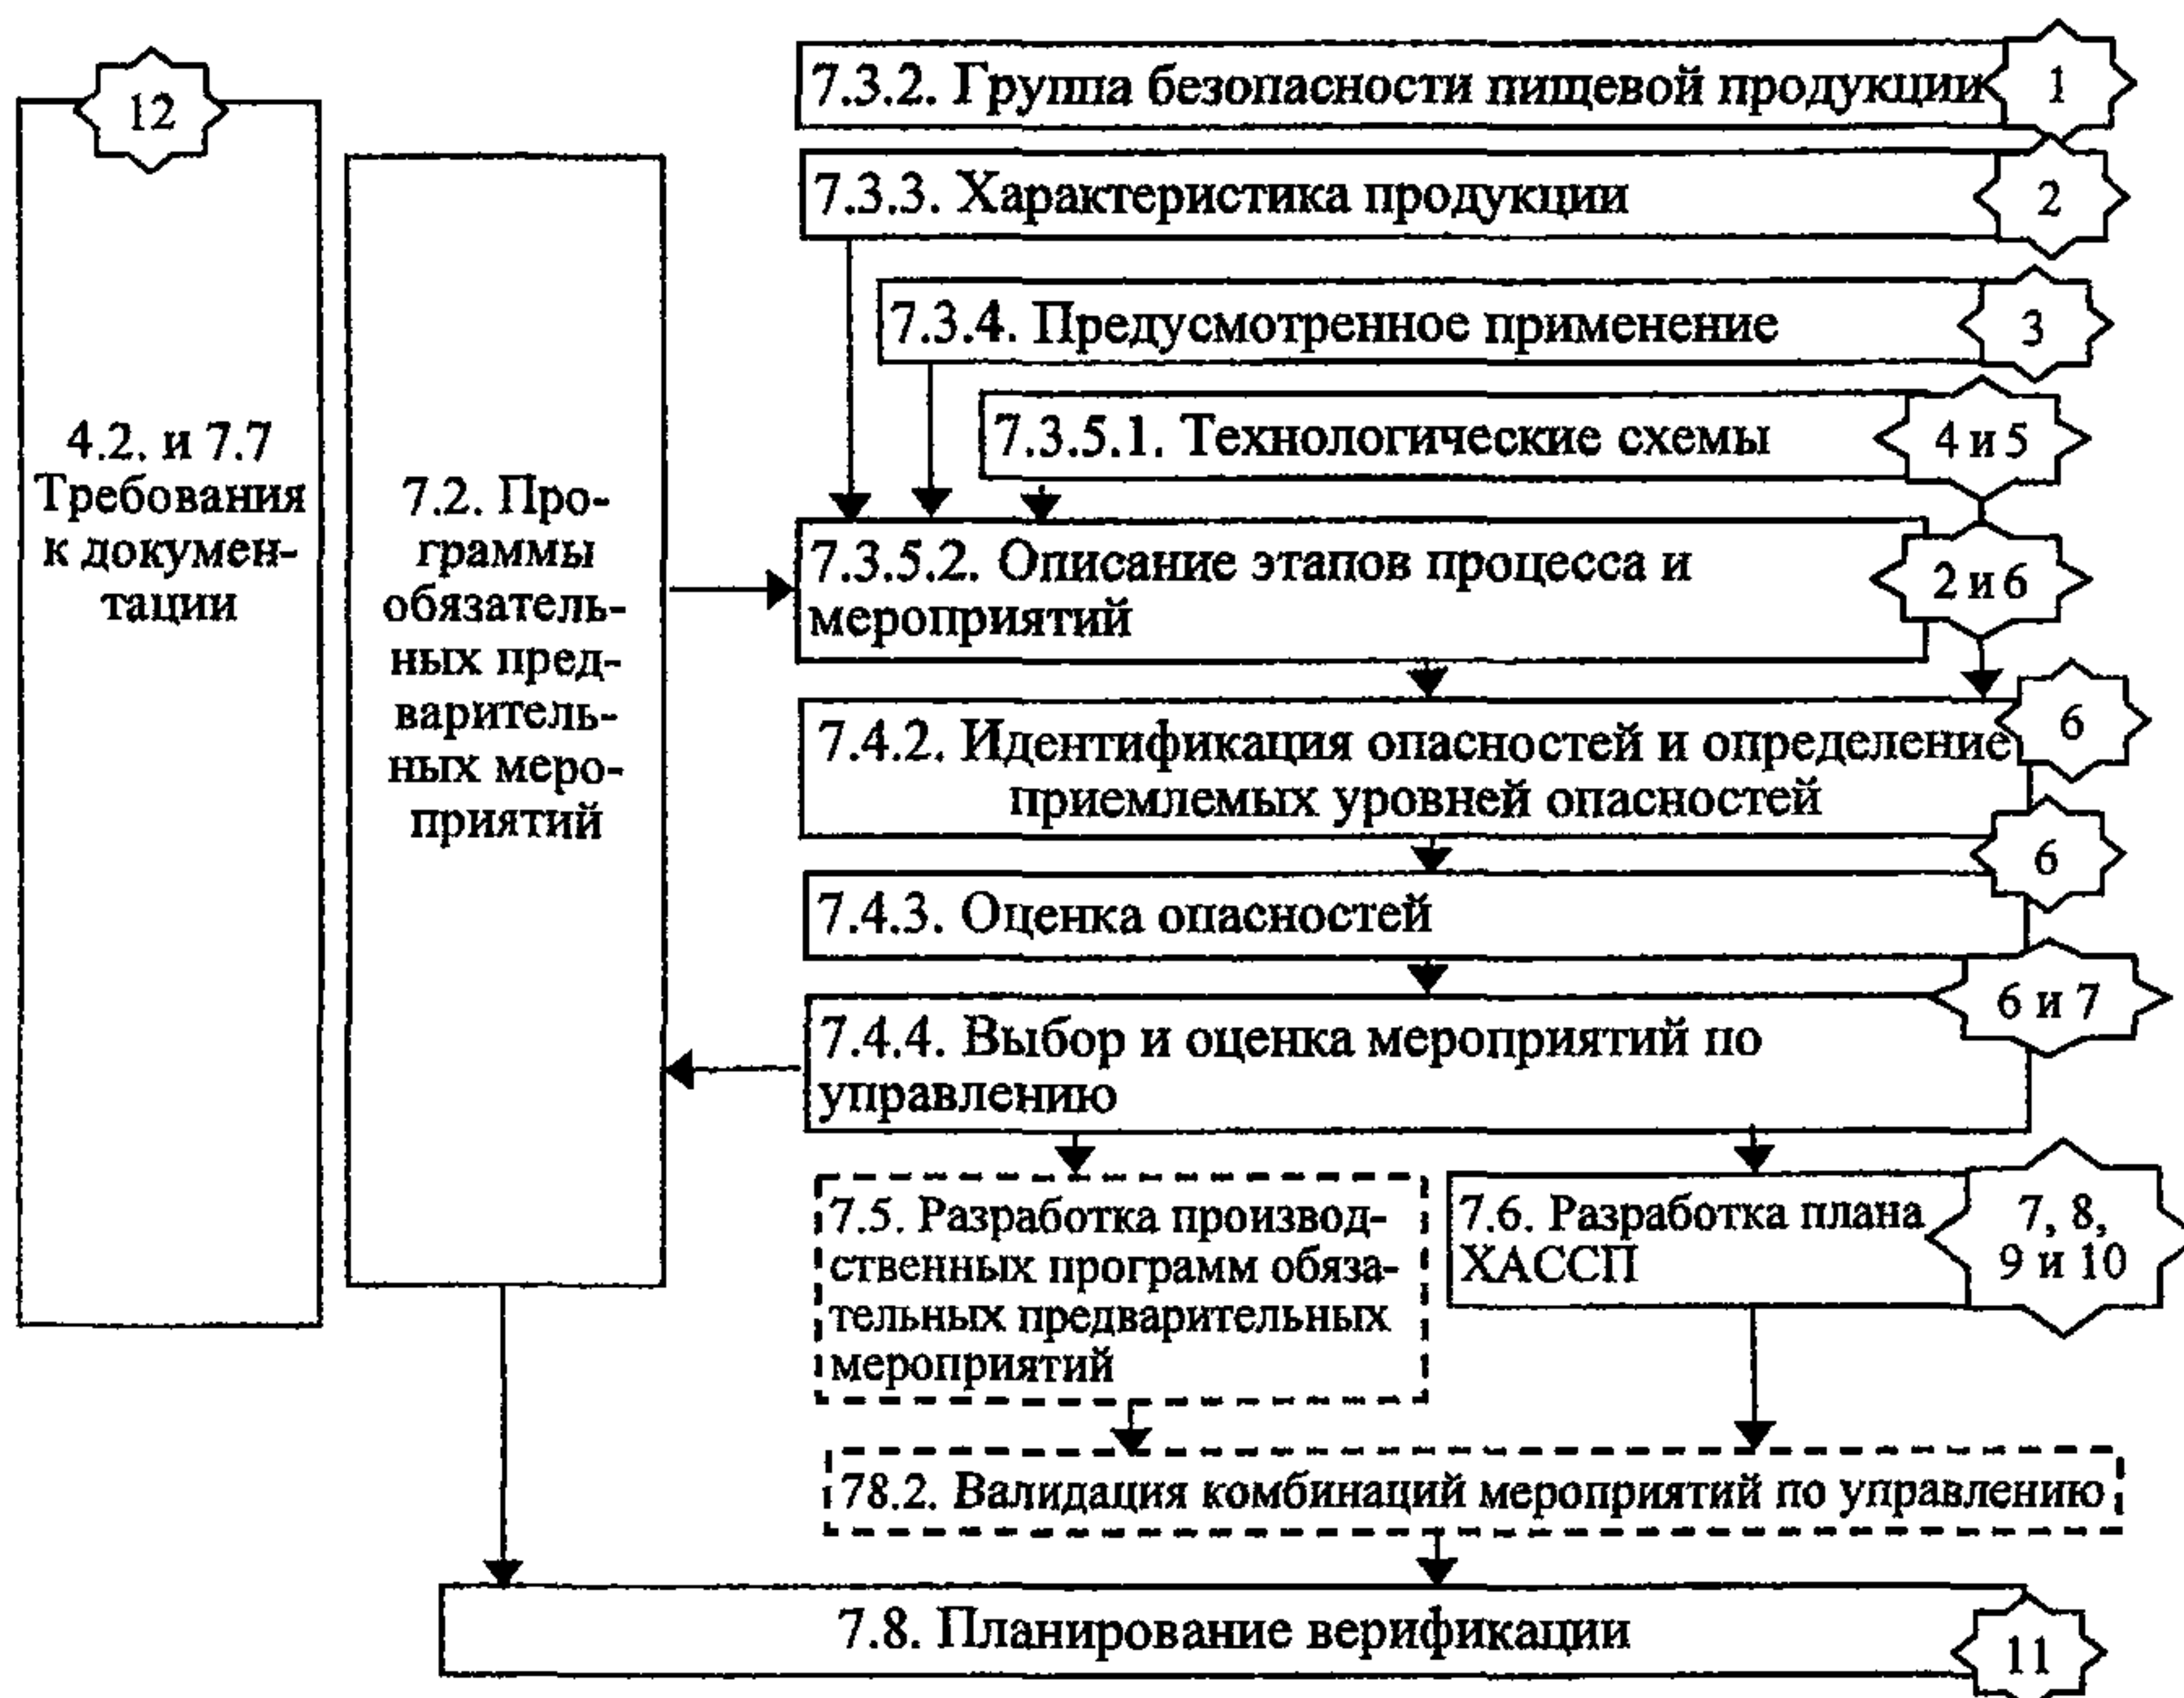 12
4.2. и 7.7
Требования
к докумен-
тации
7.2. Про-
граммы
обязатель-
ных пред-
варитель-
ных меро-
приятий
7.3.2. Группа безопасности пищевой продукции
1
7.3.3. Характеристика продукции
2
7.3.4. Предусмотренное применение
3
7.3.5.1. Технологические схемы
4 и 5
7.3.5.2. Описание этапов процесса и
мероприятий
2 и 6
7.4.2. Идентификация опасностей и определение
приемлемых уровней опасностей
6
6
7.4.3. Оценка опасностей
6 и 7
7.4.4. Выбор и оценка мероприятий по
управлению
7.5. Разработка производ-
ственных программ обяза-
тельных предварительных
мероприятий
7.6. Разработка плана
ХАССП
7, 8,
9 и 10
78.2. Валидация комбинаций мероприятий по управлению
7.8. Планирование верификации
11